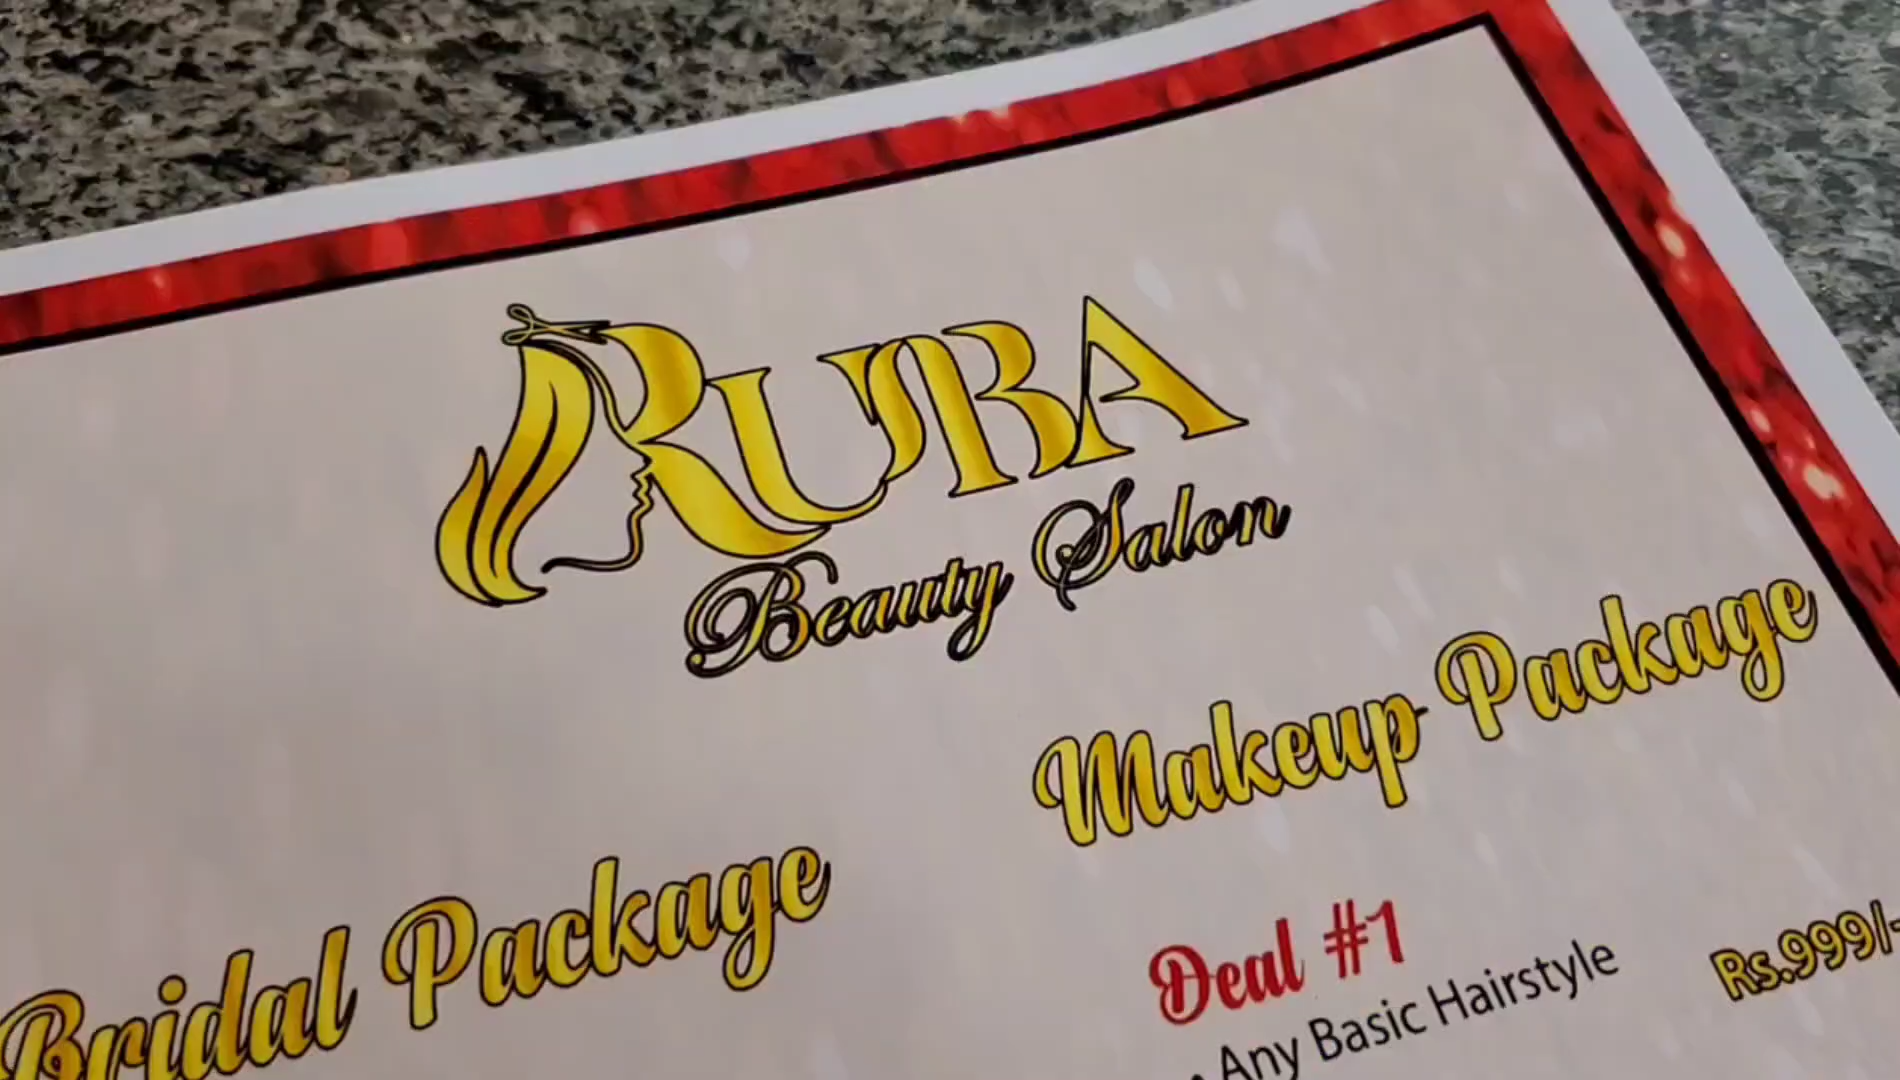 RUBA
Beauty Salon
Makeup Package
Bridal Package
Deal #1
• Any Basic Hairstyle
Rs.999/-